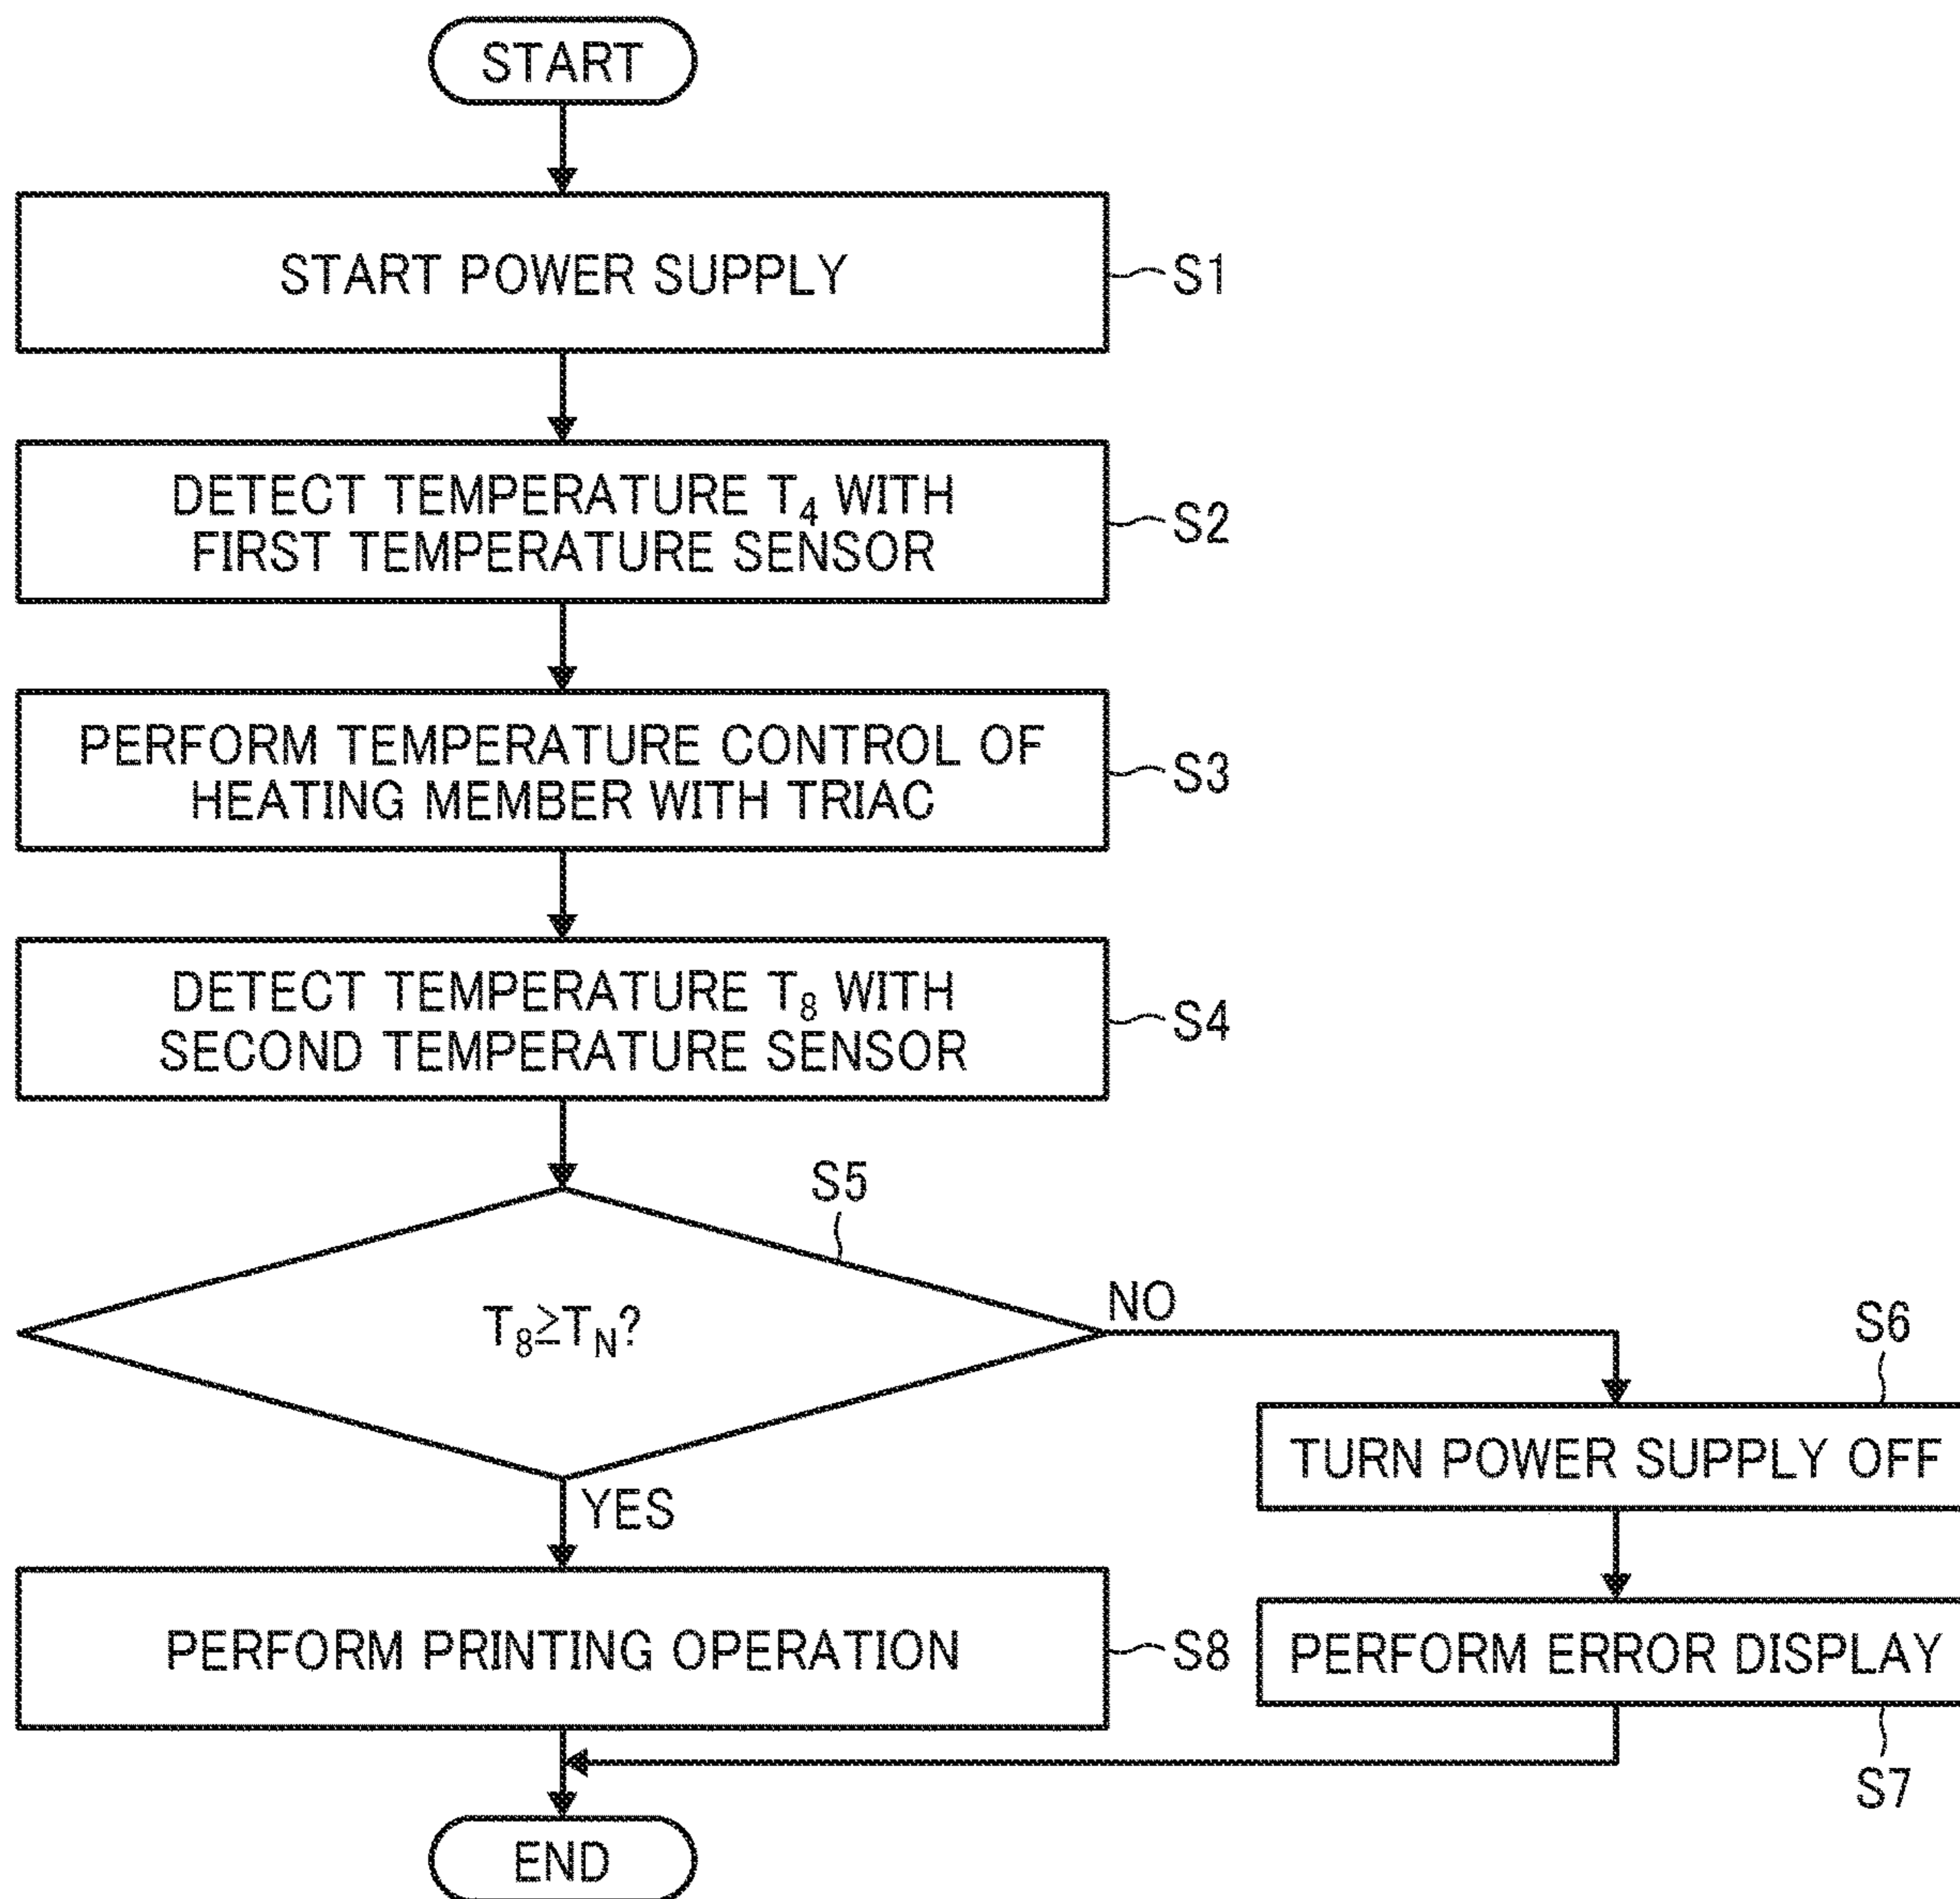 START
START POWER SUPPLY
S1
DETECT TEMPERATURE T₄ WITH
FIRST TEMPERATURE SENSOR
S2
PERFORM TEMPERATURE CONTROL OF
HEATING MEMBER WITH TRIAC
S3
DETECT TEMPERATURE T₈ WITH
SECOND TEMPERATURE SENSOR
S4
S5
T₈≥T_N?
NO
S6
TURN POWER SUPPLY OFF
YES
PERFORM PRINTING OPERATION
S8
PERFORM ERROR DISPLAY
S7
END